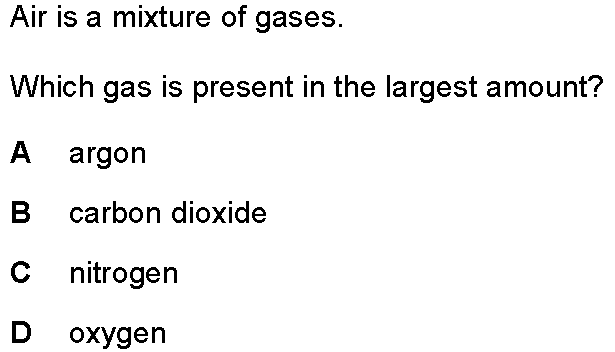 Air is a mixture of gases.
Which gas is present in the largest amount?
A argon
B carbon dioxide
C nitrogen
D oxygen